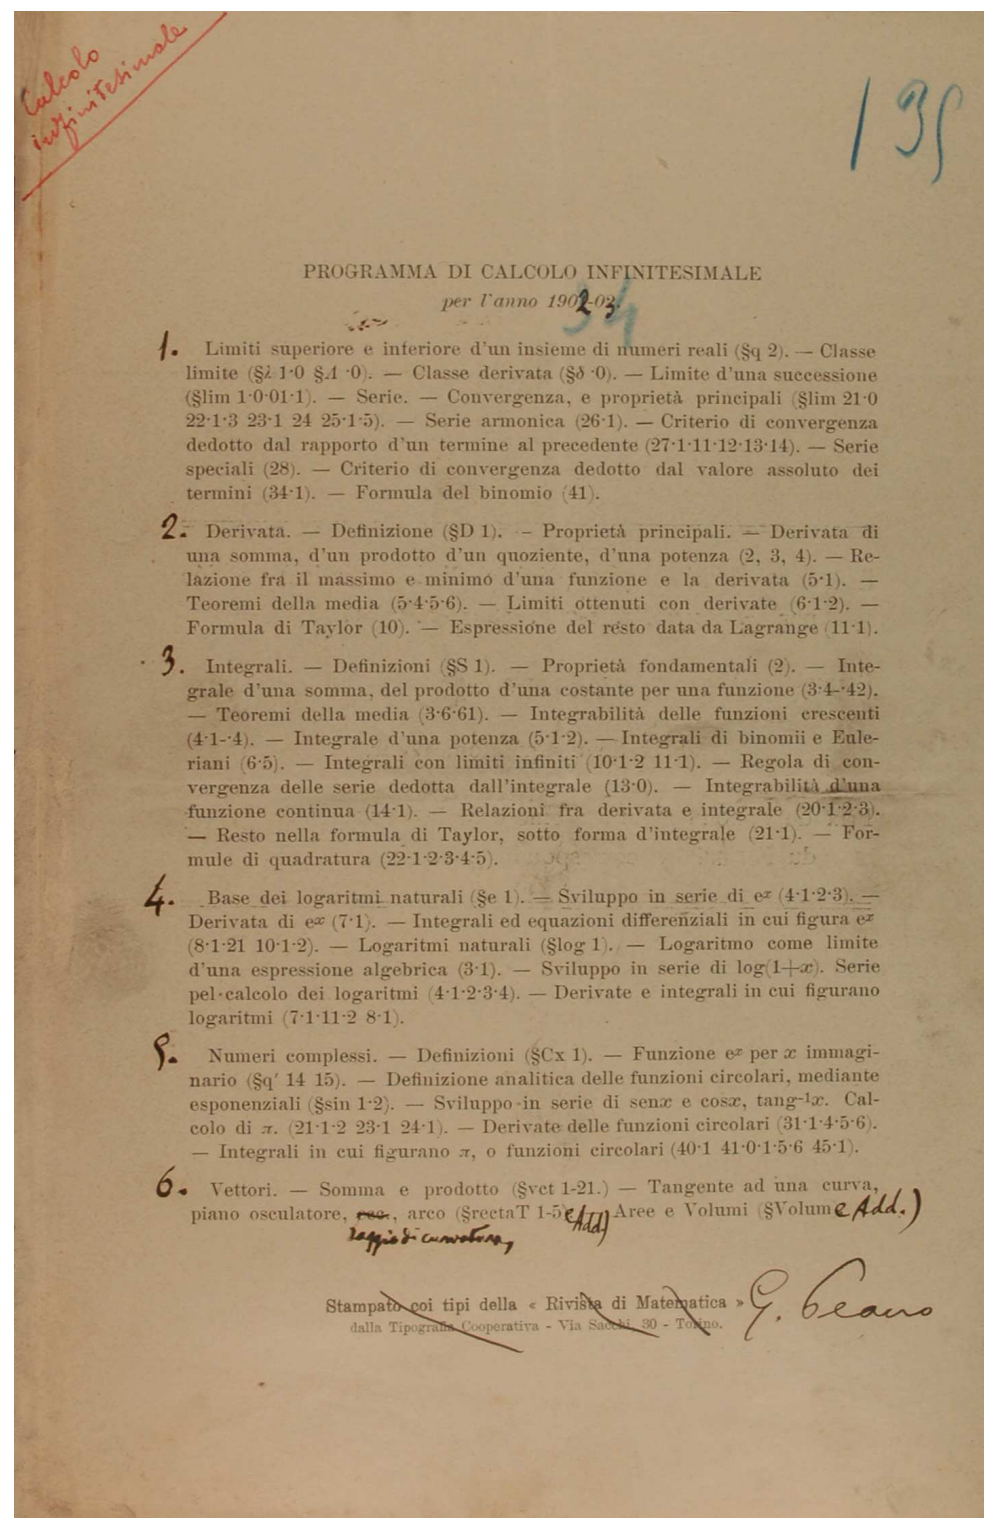 Calcolo
infinitesimale
135
PROGRAMMA DI CALCOLO INFINITESIMALE
per l'anno 1902-03.
34
1. Limiti superiore e inferiore d'un insieme di numeri reali (§q 2). — Classe
limite (§λ 1·0 §Λ ·0). — Classe derivata (§δ ·0). — Limite d'una successione
(§lim 1·0·01·1). — Serie. — Convergenza, e proprietà principali (§lim 21·0
22·1·3 23·1 24 25·1·5). — Serie armonica (26·1). — Criterio di convergenza
dedotto dal rapporto d'un termine al precedente (27·1·11·12·13·14). — Serie
speciali (28). — Criterio di convergenza dedotto dal valore assoluto dei
termini (34·1). — Formula del binomio (41).
2. Derivata. — Definizione (§D 1). — Proprietà principali. — Derivata di
una somma, d'un prodotto d'un quoziente, d'una potenza (2, 3, 4). — Re-
lazione fra il massimo e minimo d'una funzione e la derivata (5·1). —
Teoremi della media (5·4·5·6). — Limiti ottenuti con derivate (6·1·2). —
Formula di Taylor (10). — Espressione del resto data da Lagrange (11·1).
3. Integrali. — Definizioni (§S 1). — Proprietà fondamentali (2). — Inte-
grale d'una somma, del prodotto d'una costante per una funzione (3·4-·42).
— Teoremi della media (3·6·61). — Integrabilità delle funzioni crescenti
(4·1-·4). — Integrale d'una potenza (5·1·2). — Integrali di binomii e Eule-
riani (6·5). — Integrali con limiti infiniti (10·1·2 11·1). — Regola di con-
vergenza delle serie dedotta dall'integrale (13·0). — Integrabilità d'una
funzione continua (14·1). — Relazioni fra derivata e integrale (20·1·2·3).
— Resto nella formula di Taylor, sotto forma d'integrale (21·1). — For-
mule di quadratura (22·1·2·3·4·5).
4. Base dei logaritmi naturali (§e 1). — Sviluppo in serie di eˣ (4·1·2·3). —
Derivata di eˣ (7·1). — Integrali ed equazioni differenziali in cui figura eˣ
(8·1·21 10·1·2). — Logaritmi naturali (§log 1). — Logaritmo come limite
d'una espressione algebrica (3·1). — Sviluppo in serie di log(1+x). Serie
pel calcolo dei logaritmi (4·1·2·3·4). — Derivate e integrali in cui figurano
logaritmi (7·1·11·2 8·1).
5. Numeri complessi. — Definizioni (§Cx 1). — Funzione eˣ per x immagi-
nario (§q' 14 15). — Definizione analitica delle funzioni circolari, mediante
esponenziali (§sin 1·2). — Sviluppo in serie di senx e cosx, tang⁻¹x. Cal-
colo di π. (21·1·2 23·1 24·1). — Derivate delle funzioni circolari (31·1·4·5·6).
— Integrali in cui figurano π, o funzioni circolari (40·1 41·0·1·5·6 45·1).
6. Vettori. — Somma e prodotto (§vct 1-21.) — Tangente ad una curva,
piano osculatore, arco (§rectaT 1-5 e Add) Aree e Volumi (§Volum e Add.)
raggio di curvatura,
Stampato coi tipi della « Rivista di Matematica »
dalla Tipografia Cooperativa - Via Sacchi, 30 - Torino.
G. Peano